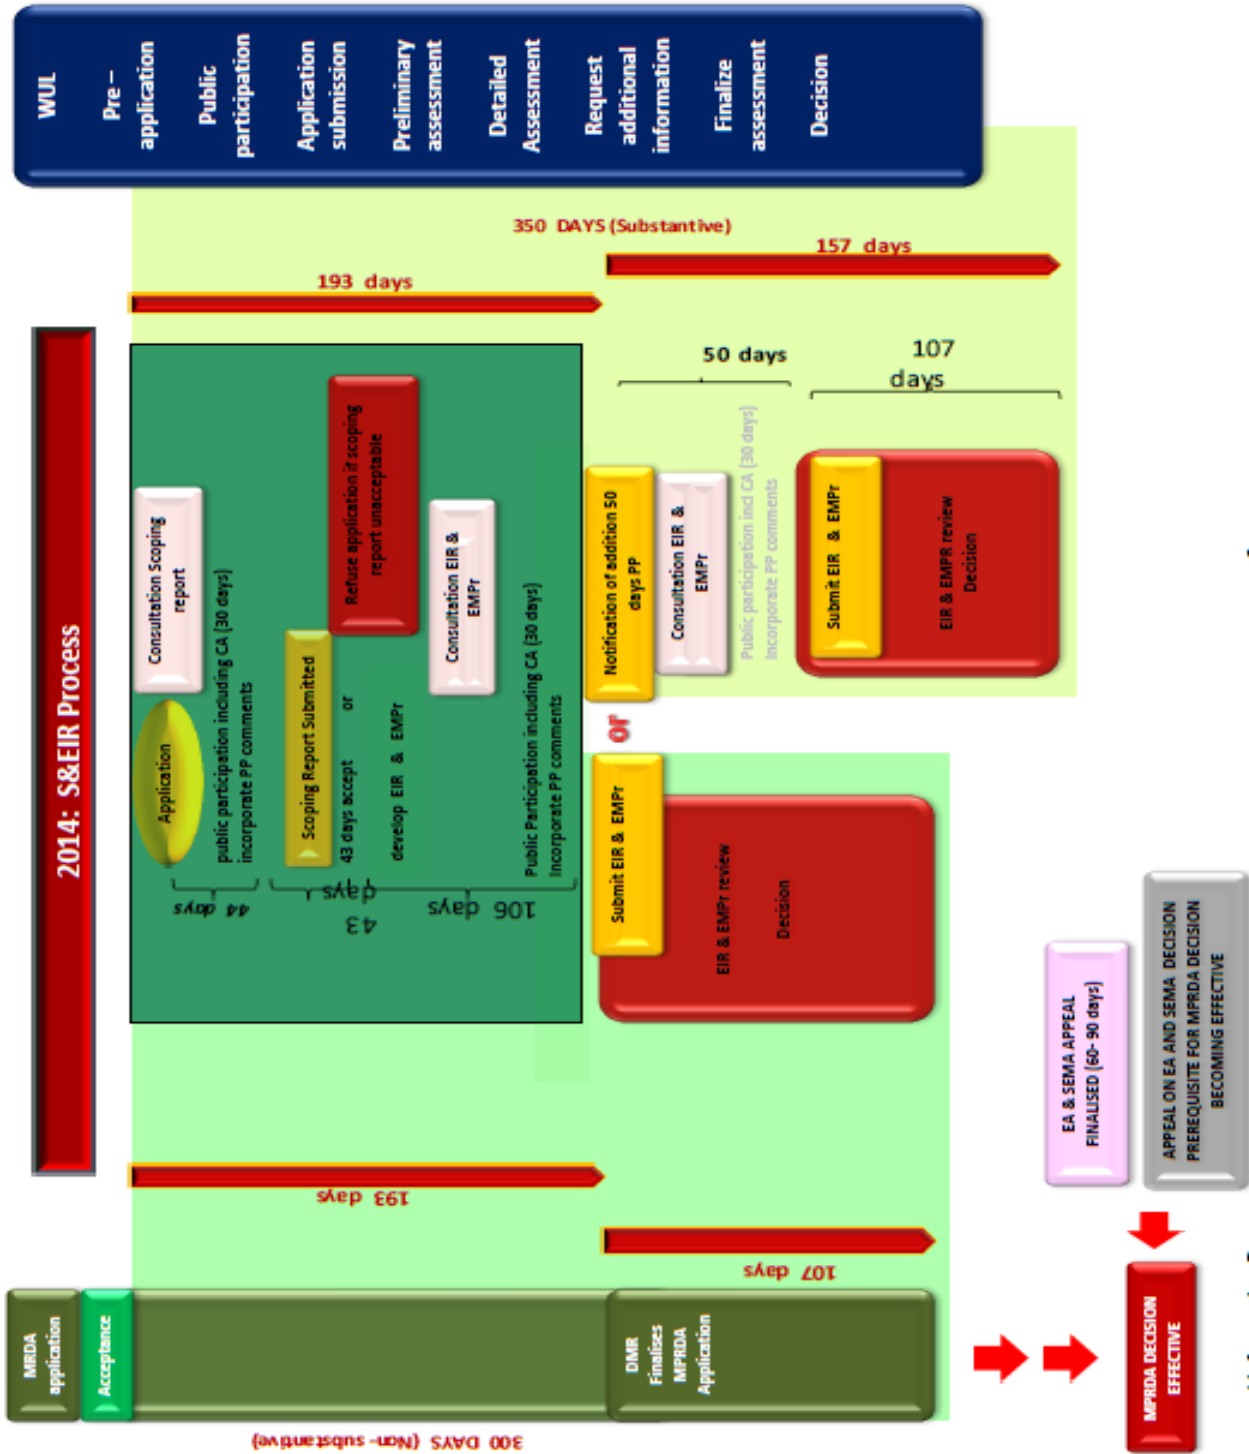 2014: S&EIR Process
MRDA
application
Acceptance
DMR
Finalises
MPRDA
Application
300 DAYS (Non-substantive)
193 days
107
days
Application
Consultation Scoping
report
44 days
public participation including CA (30 days)
incorporate PP comments
Scoping Report Submitted
43
days
43 days accept or
Refuse application if scoping
report unacceptable
develop EIR & EMPr
106 days
Consultation EIR &
EMPr
Public Participation including CA (30 days)
Incorporate PP comments
Submit EIR & EMPr
EIR & EMPr review
Decision
or
Notification of addition 50
days PP
Consultation EIR &
EMPr
Public participation incl CA (30 days)
Incorporate PP comments
Submit EIR & EMPr
EIR & EMPR review
Decision
50 days
107
days
193 days
157 days
350 DAYS (Substantive)
WUL
Pre –
application
Public
participation
Application
submission
Preliminary
assessment
Detailed
Assessment
Request
additional
information
Finalize
assessment
Decision
MPRDA DECISION
EFFECTIVE
EA & SEMA APPEAL
FINALISED (60- 90 days)
APPEAL ON EA AND SEMA DECISION
PREREQUISITE FOR MPRDA DECISION
BECOMING EFFECTIVE